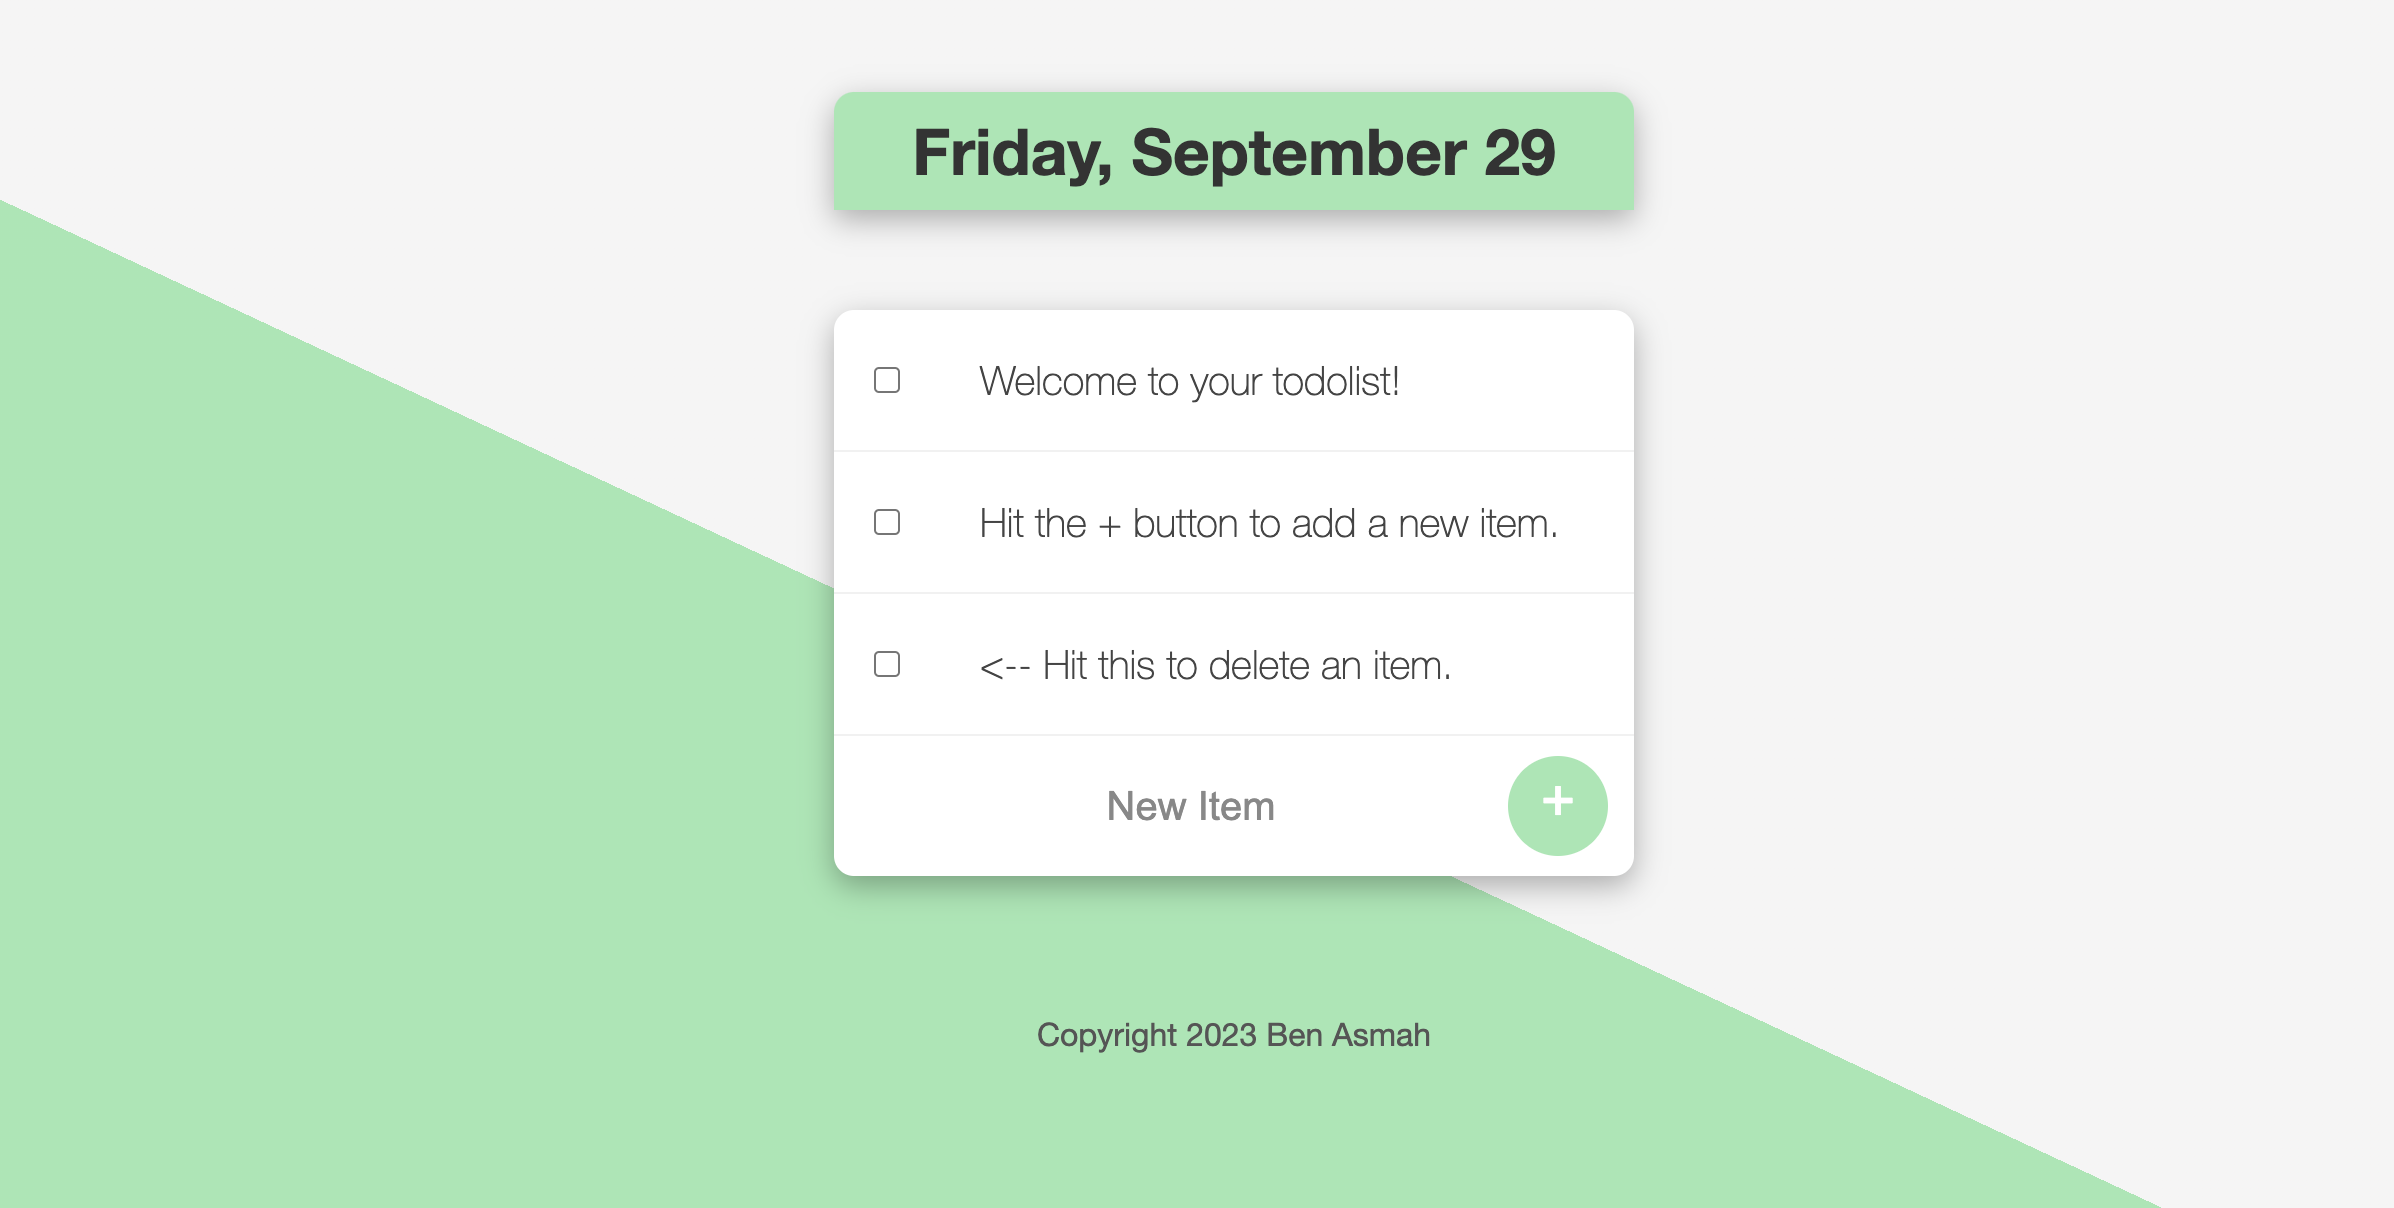 Friday, September 29
Welcome to your todolist!
Hit the + button to add a new item.
<-- Hit this to delete an item.
New Item +
Copyright 2023 Ben Asmah